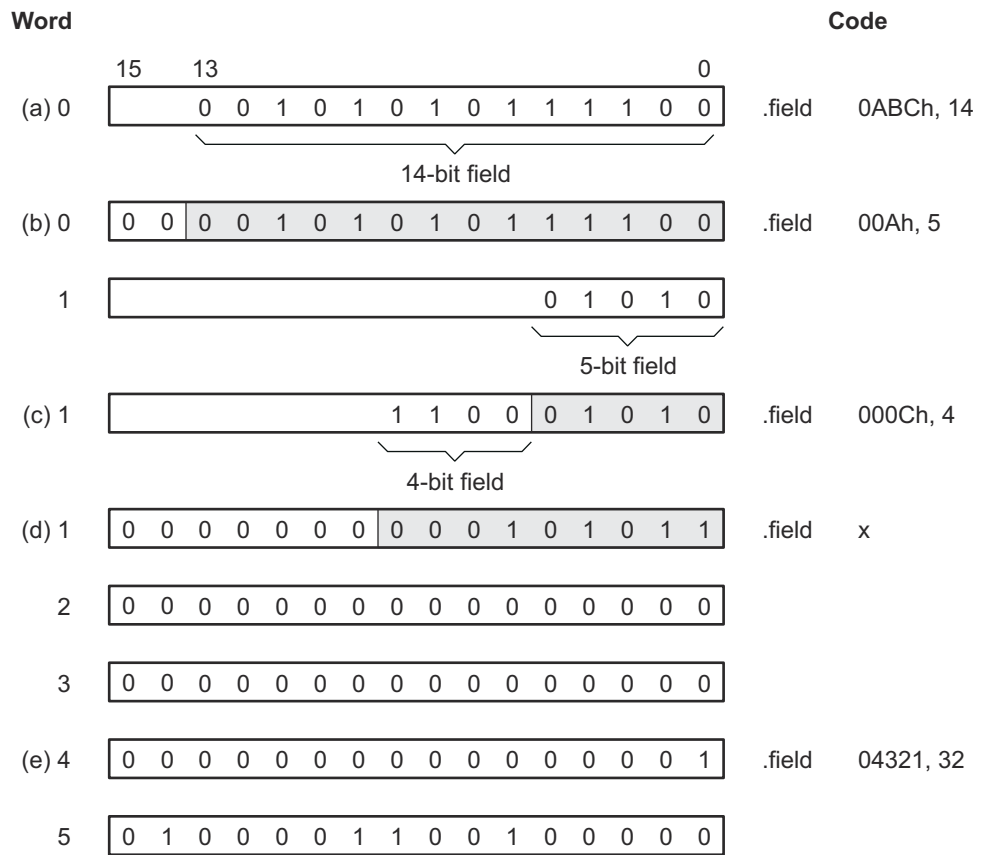 Word Code
15 13 0
(a) 0 0 0 1 0 1 0 1 0 1 1 1 1 0 0 .field 0ABCh, 14
14-bit field
(b) 0 0 0 0 0 1 0 1 0 1 0 1 1 1 1 0 0 .field 00Ah, 5
1 0 1 0 1 0
5-bit field
(c) 1 1 1 0 0 0 1 0 1 0 .field 000Ch, 4
4-bit field
(d) 1 0 0 0 0 0 0 0 0 0 0 1 0 1 0 1 1 .field x
2 0 0 0 0 0 0 0 0 0 0 0 0 0 0 0 0
3 0 0 0 0 0 0 0 0 0 0 0 0 0 0 0 0
(e) 4 0 0 0 0 0 0 0 0 0 0 0 0 0 0 0 1 .field 04321, 32
5 0 1 0 0 0 0 1 1 0 0 1 0 0 0 0 0